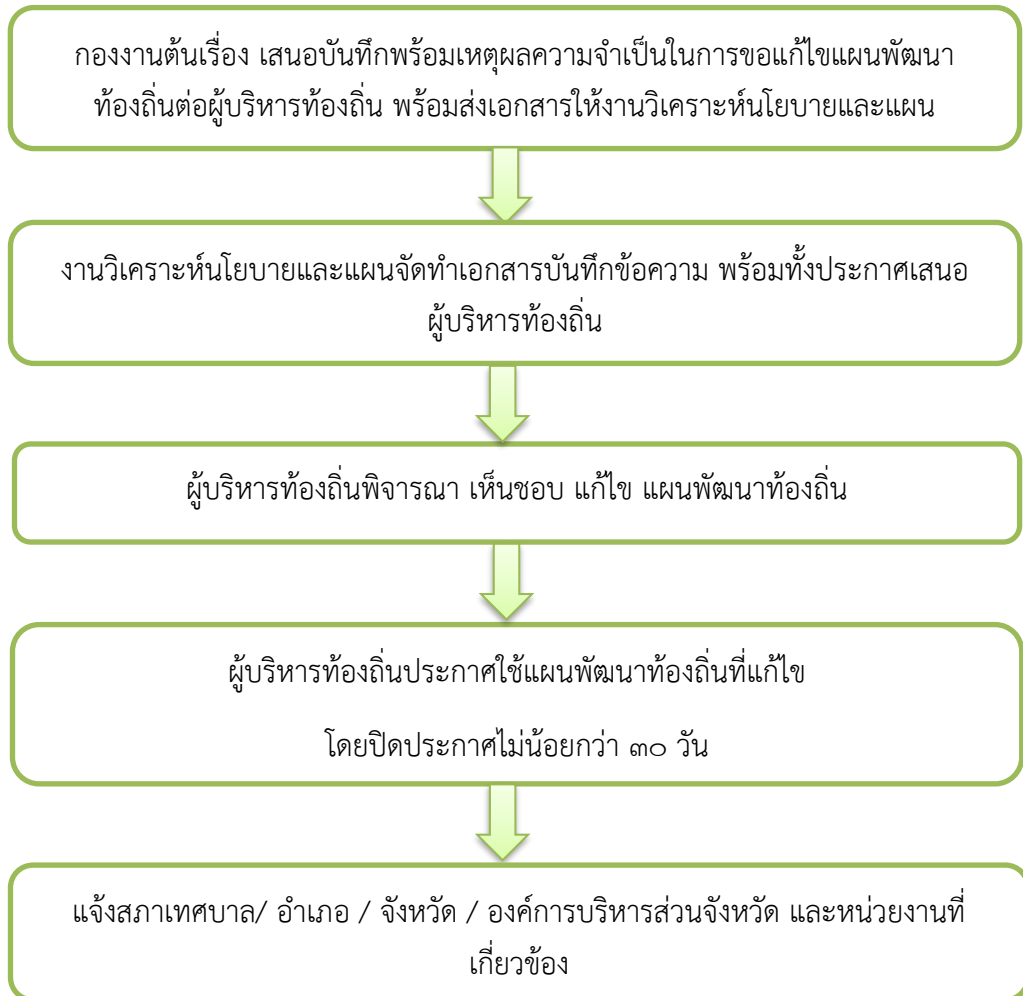 กองงานต้นเรื่อง เสนอบันทึกพร้อมเหตุผลความจำเป็นในการขอแก้ไขแผนพัฒนา
ท้องถิ่นต่อผู้บริหารท้องถิ่น พร้อมส่งเอกสารให้งานวิเคราะห์นโยบายและแผน
งานวิเคราะห์นโยบายและแผนจัดทำเอกสารบันทึกข้อความ พร้อมทั้งประกาศเสนอ
ผู้บริหารท้องถิ่น
ผู้บริหารท้องถิ่นพิจารณา เห็นชอบ แก้ไข แผนพัฒนาท้องถิ่น
ผู้บริหารท้องถิ่นประกาศใช้แผนพัฒนาท้องถิ่นที่แก้ไข
โดยปิดประกาศไม่น้อยกว่า ๓๐ วัน
แจ้งสภาเทศบาล/ อำเภอ / จังหวัด / องค์การบริหารส่วนจังหวัด และหน่วยงานที่
เกี่ยวข้อง